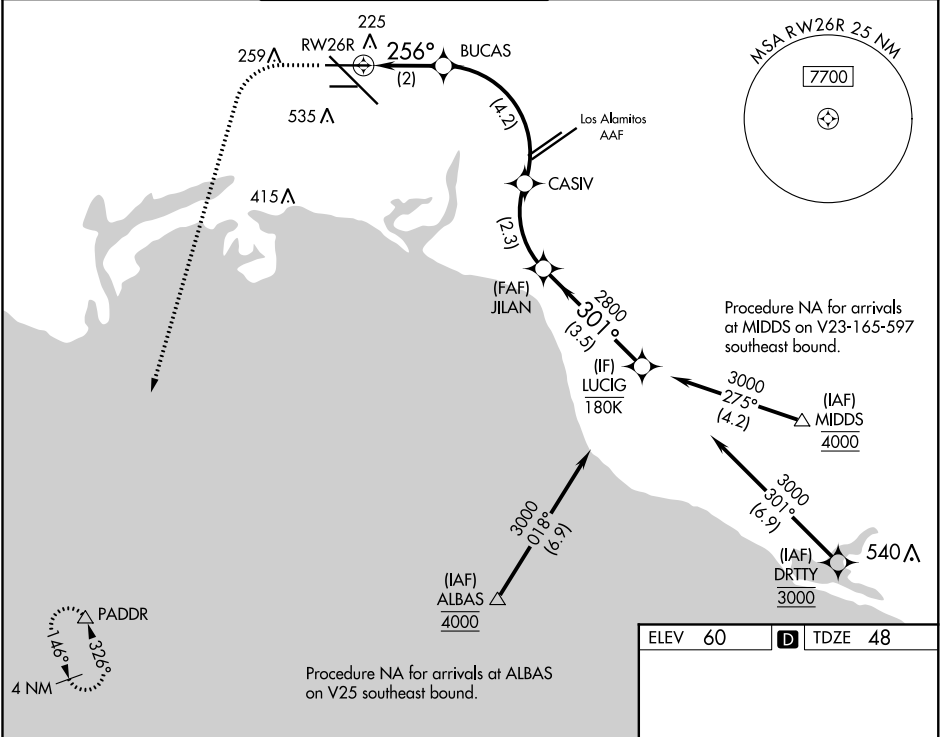 225
RW26R
259
256°
(2)
BUCAS
MSA RW26R 25 NM
7700
(4.2)
535
Los Alamitos
AAF
CASIV
415
(2.3)
(FAF)
JILAN
2800
301°
(3.5)
(IF)
LUCIG
180K
Procedure NA for arrivals
at MIDDS on V23-165-597
southeast bound.
3000
275°
(4.2)
(IAF)
MIDDS
4000
3000
301°
(6.9)
3000
018°
(6.9)
(IAF)
DRTTY
3000
540
(IAF)
ALBAS
4000
PADDR
146°
326°
4 NM
Procedure NA for arrivals at ALBAS
on V25 southeast bound.
ELEV 60 D TDZE 48